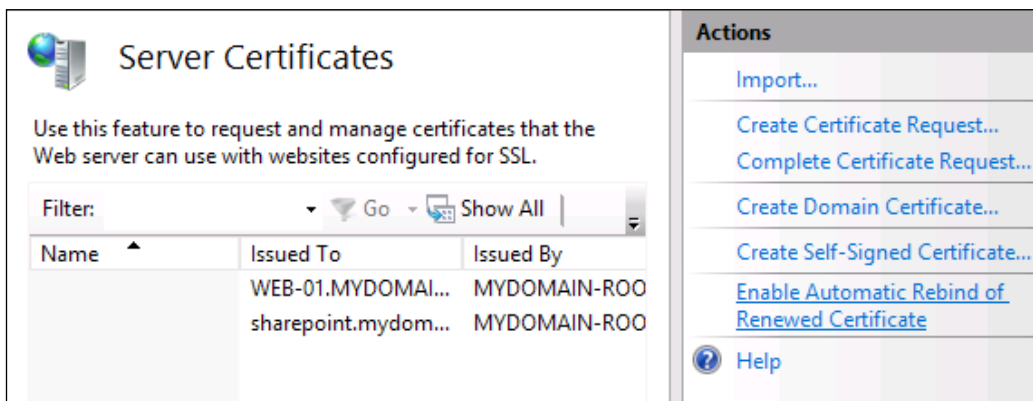 Server Certificates
Use this feature to request and manage certificates that the
Web server can use with websites configured for SSL.
Filter: Go Show All
Name Issued To Issued By
WEB-01.MYDOMAI... MYDOMAIN-ROO
sharepoint.mydom... MYDOMAIN-ROO
Actions
Import...
Create Certificate Request...
Complete Certificate Request...
Create Domain Certificate...
Create Self-Signed Certificate...
Enable Automatic Rebind of
Renewed Certificate
Help